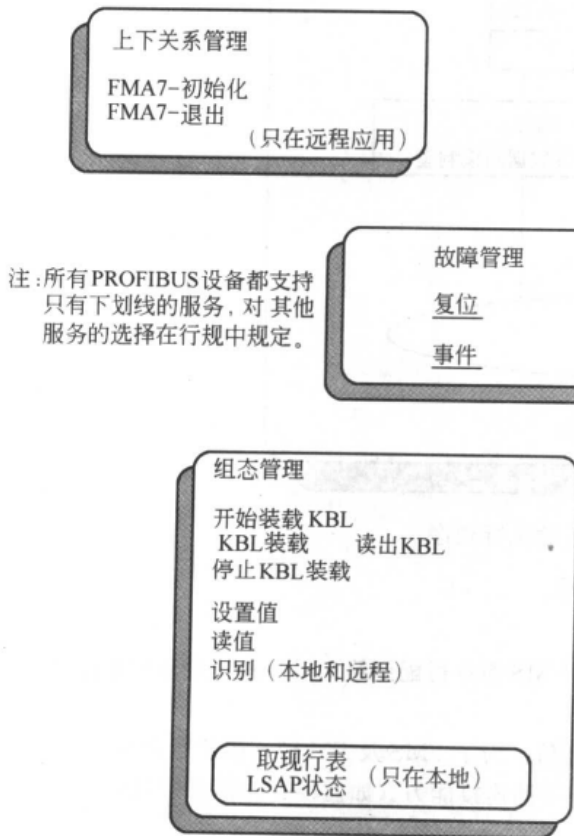 上下关系管理
FMA7-初始化
FMA7-退出
(只在远程应用)
故障管理
复位
事件
注:所有PROFIBUS设备都支持
只有下划线的服务,对 其他
服务的选择在行规中规定。
组态管理
开始装载 KBL
KBL装载 读出KBL
停止KBL装载
设置值
读值
识别(本地和远程)
取现行表
LSAP状态 (只在本地)